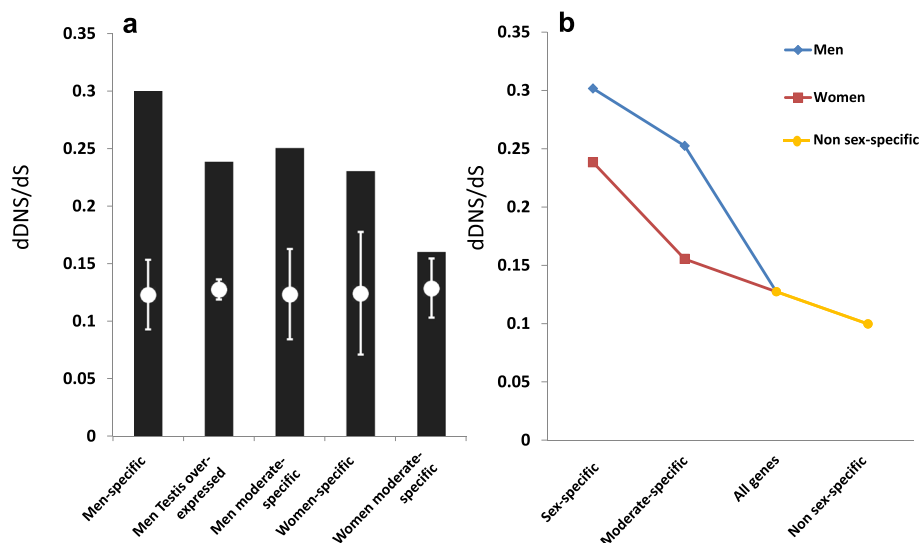 a
0.35
0.3
0.25
0.2
0.15
0.1
0.05
0
dDNS/dS
Men-specific
Men Testis over-
expressed
Men moderate-
specific
Women-specific
Women moderate-
specific
b
0.35
0.3
0.25
0.2
0.15
0.1
0.05
0
dDNS/dS
Men
Women
Non sex-specific
Sex-specific
Moderate-specific
All genes
Non sex-specific